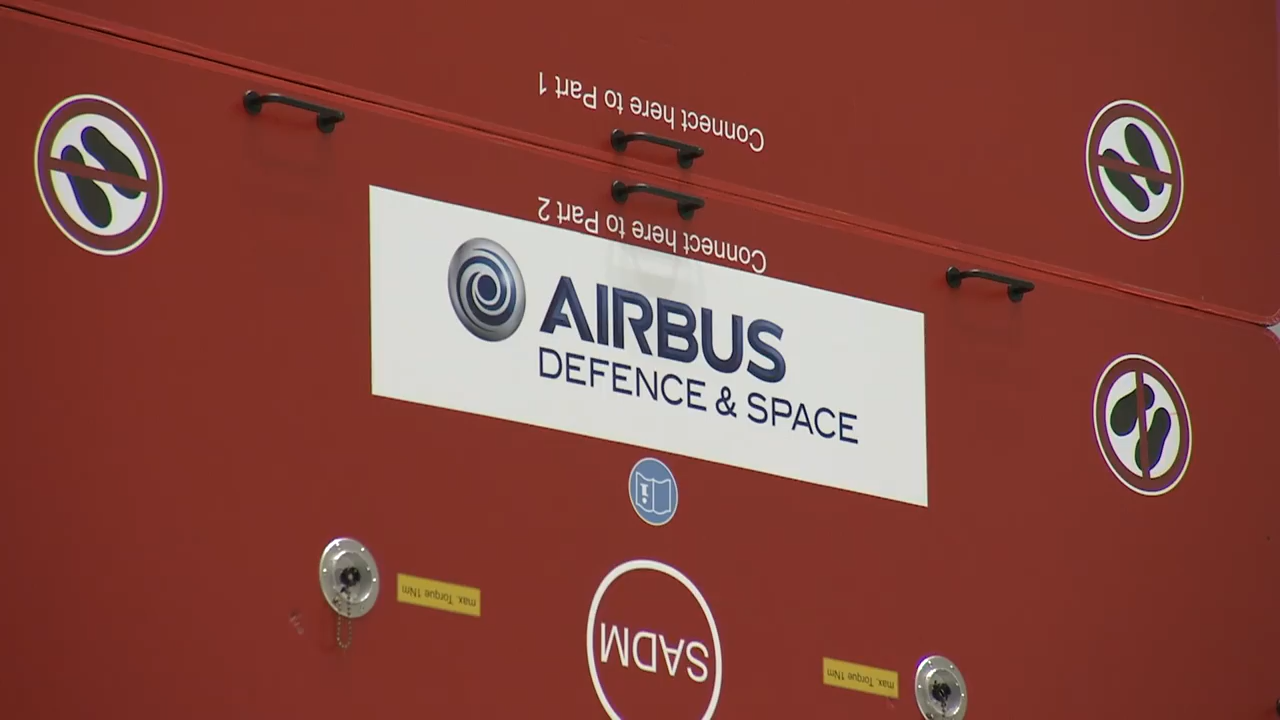 Connect here to Part 1
Connect here to Part 2
AIRBUS
DEFENCE & SPACE
max. Torque 1Nm
SADM
max. Torque 1Nm